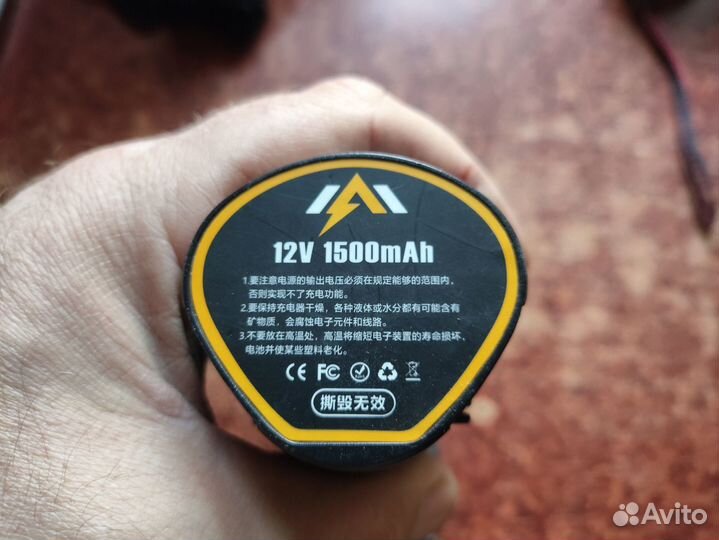 12V 1500mAh
1.要注意电源的输出电压必须在规定能够的范围内、
否则实现不了充电功能。
2.要保持充电器干燥，各种液体或水分都有可能含有
矿物质，会腐蚀电子元件和线路。
3.不要放在高温处，高温将缩短电子装置的寿命损坏、
电池并使某些塑料老化。
CE FC
撕毁无效
Avito